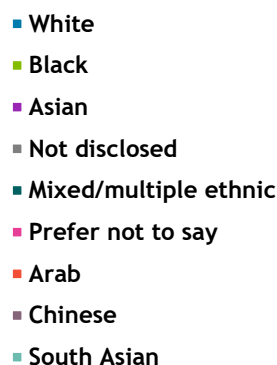 White
Black
Asian
Not disclosed
Mixed/multiple ethnic
Prefer not to say
Arab
Chinese
South Asian